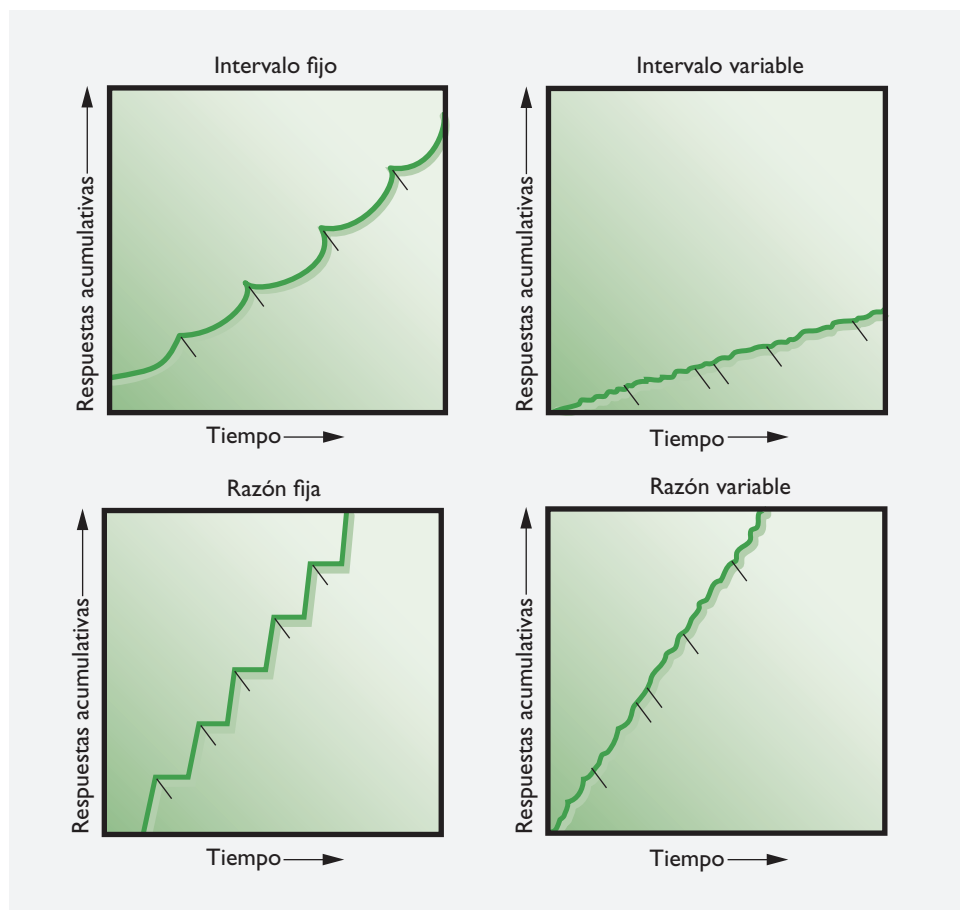 Intervalo fijo
Respuestas acumulativas
Tiempo
Intervalo variable
Respuestas acumulativas
Tiempo
Razón fija
Respuestas acumulativas
Tiempo
Razón variable
Respuestas acumulativas
Tiempo